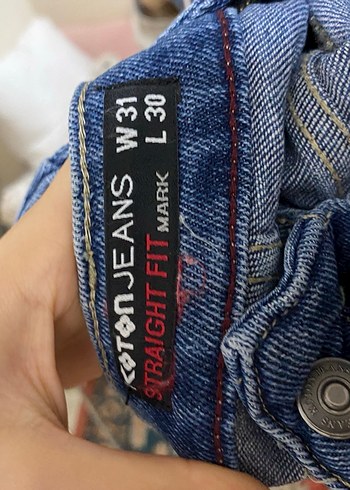 KOTON JEANS W 31
STRAIGHT FIT MARK L 30